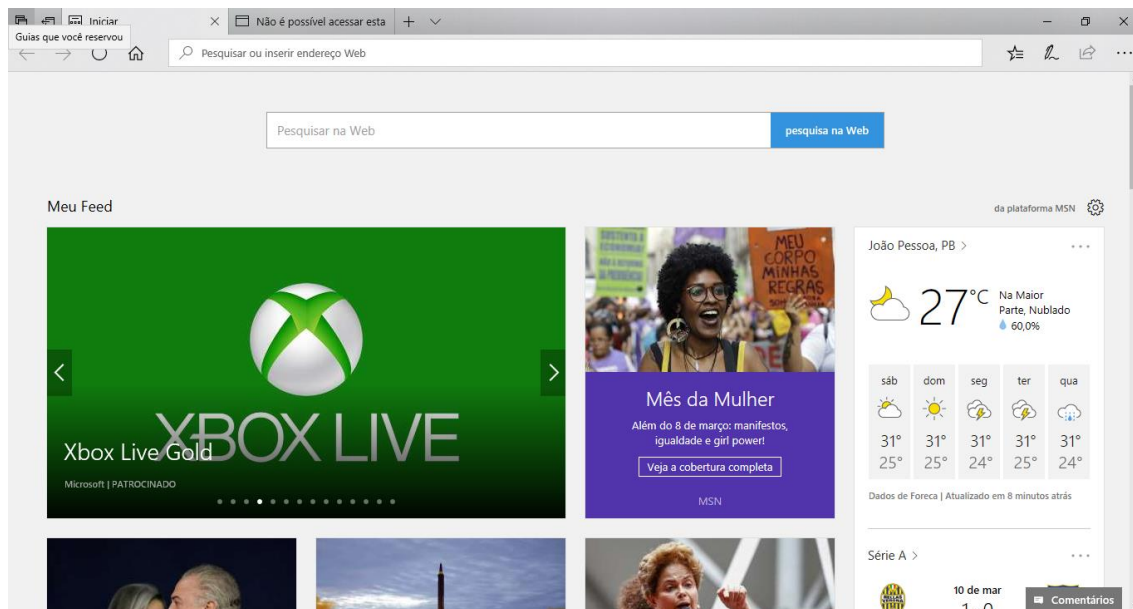 Iniciar
Não é possível acessar esta
Guias que você reservou
Pesquisar ou inserir endereço Web
Pesquisar na Web
pesquisa na Web
Meu Feed
da plataforma MSN
XBOX LIVE
Xbox Live Gold
Microsoft | PATROCINADO
MEU
CORPO
MINHAS
REGRAS
Mês da Mulher
Além do 8 de março: manifestos,
igualdade e girl power!
Veja a cobertura completa
MSN
João Pessoa, PB >
27°C
Na Maior
Parte, Nublado
60,0%
sáb dom seg ter qua
31° 31° 31° 31° 31°
25° 25° 24° 25° 24°
Dados de Foreca | Atualizado em 8 minutos atrás
Série A >
10 de mar
Comentários